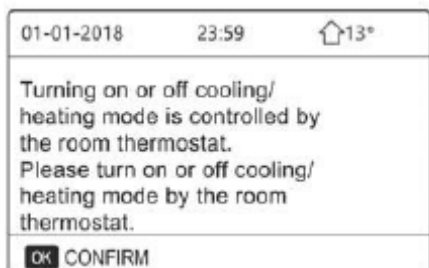 01-01-2018 23:59 13°
Turning on or off cooling/
heating mode is controlled by
the room thermostat.
Please turn on or off cooling/
heating mode by the room
thermostat.
OK CONFIRM